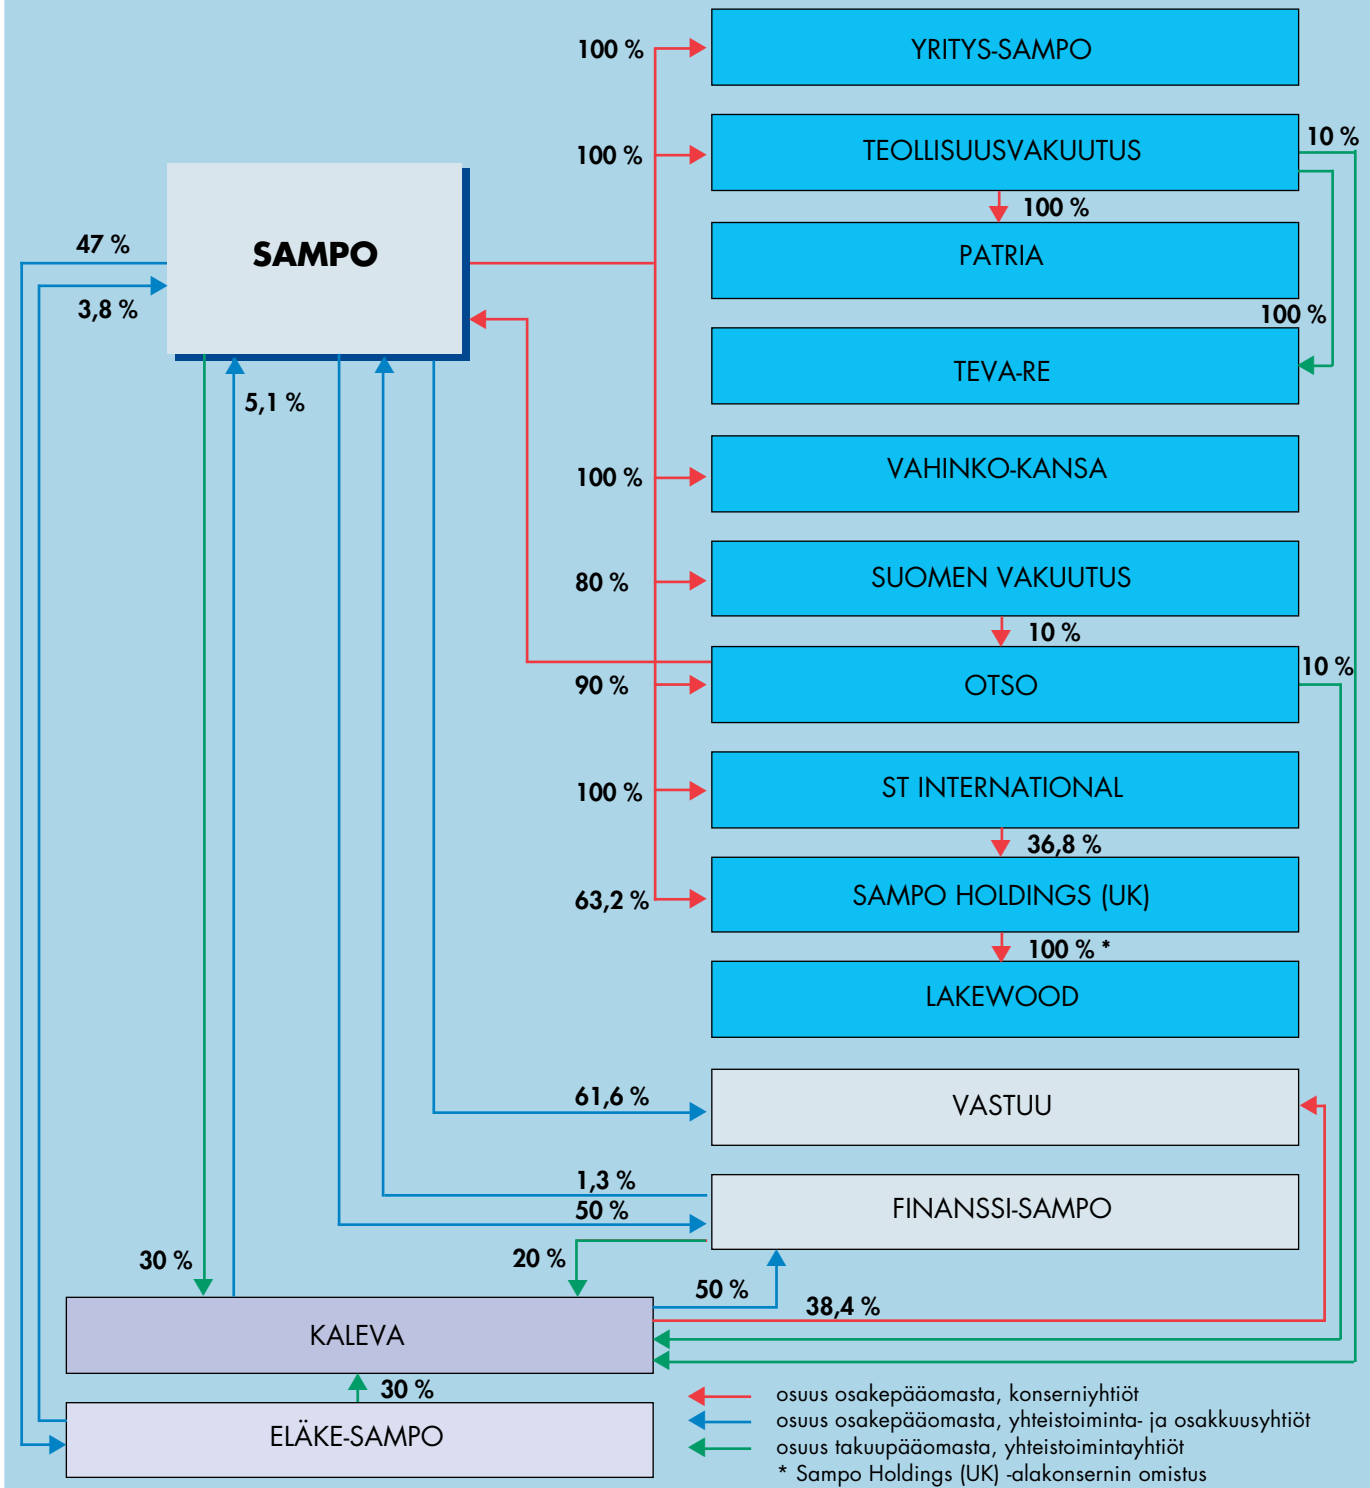 100 %
YRITYS-SAMPO
100 %
TEOLLISUUSVAKUUTUS
10 %
100 %
SAMPO
47 %
3,8 %
PATRIA
100 %
TEVA-RE
5,1 %
100 %
VAHINKO-KANSA
80 %
SUOMEN VAKUUTUS
10 %
90 %
OTSO
10 %
100 %
ST INTERNATIONAL
36,8 %
63,2 %
SAMPO HOLDINGS (UK)
100 % *
LAKEWOOD
61,6 %
VASTUU
1,3 %
50 %
FINANSSI-SAMPO
30 %
20 %
50 %
38,4 %
KALEVA
30 %
ELÄKE-SAMPO
osuus osakepääomasta, konserniyhtiöt
osuus osakepääomasta, yhteistoiminta- ja osakkuusyhtiöt
osuus takuupääomasta, yhteistoimintayhtiöt
* Sampo Holdings (UK) -alakonsernin omistus